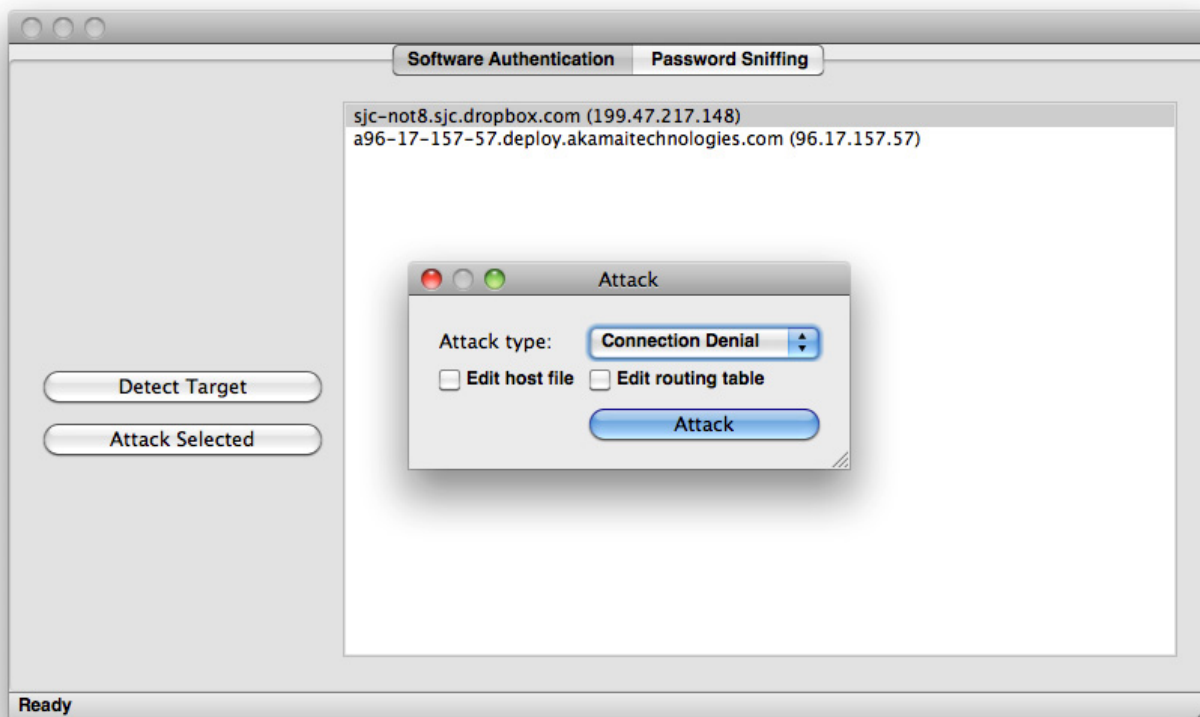 Software Authentication Password Sniffing
sjc-not8.sjc.dropbox.com (199.47.217.148)
a96-17-157-57.deploy.akamaitechnologies.com (96.17.157.57)
Attack
Attack type: Connection Denial
Edit host file Edit routing table
Attack
Detect Target
Attack Selected
Ready